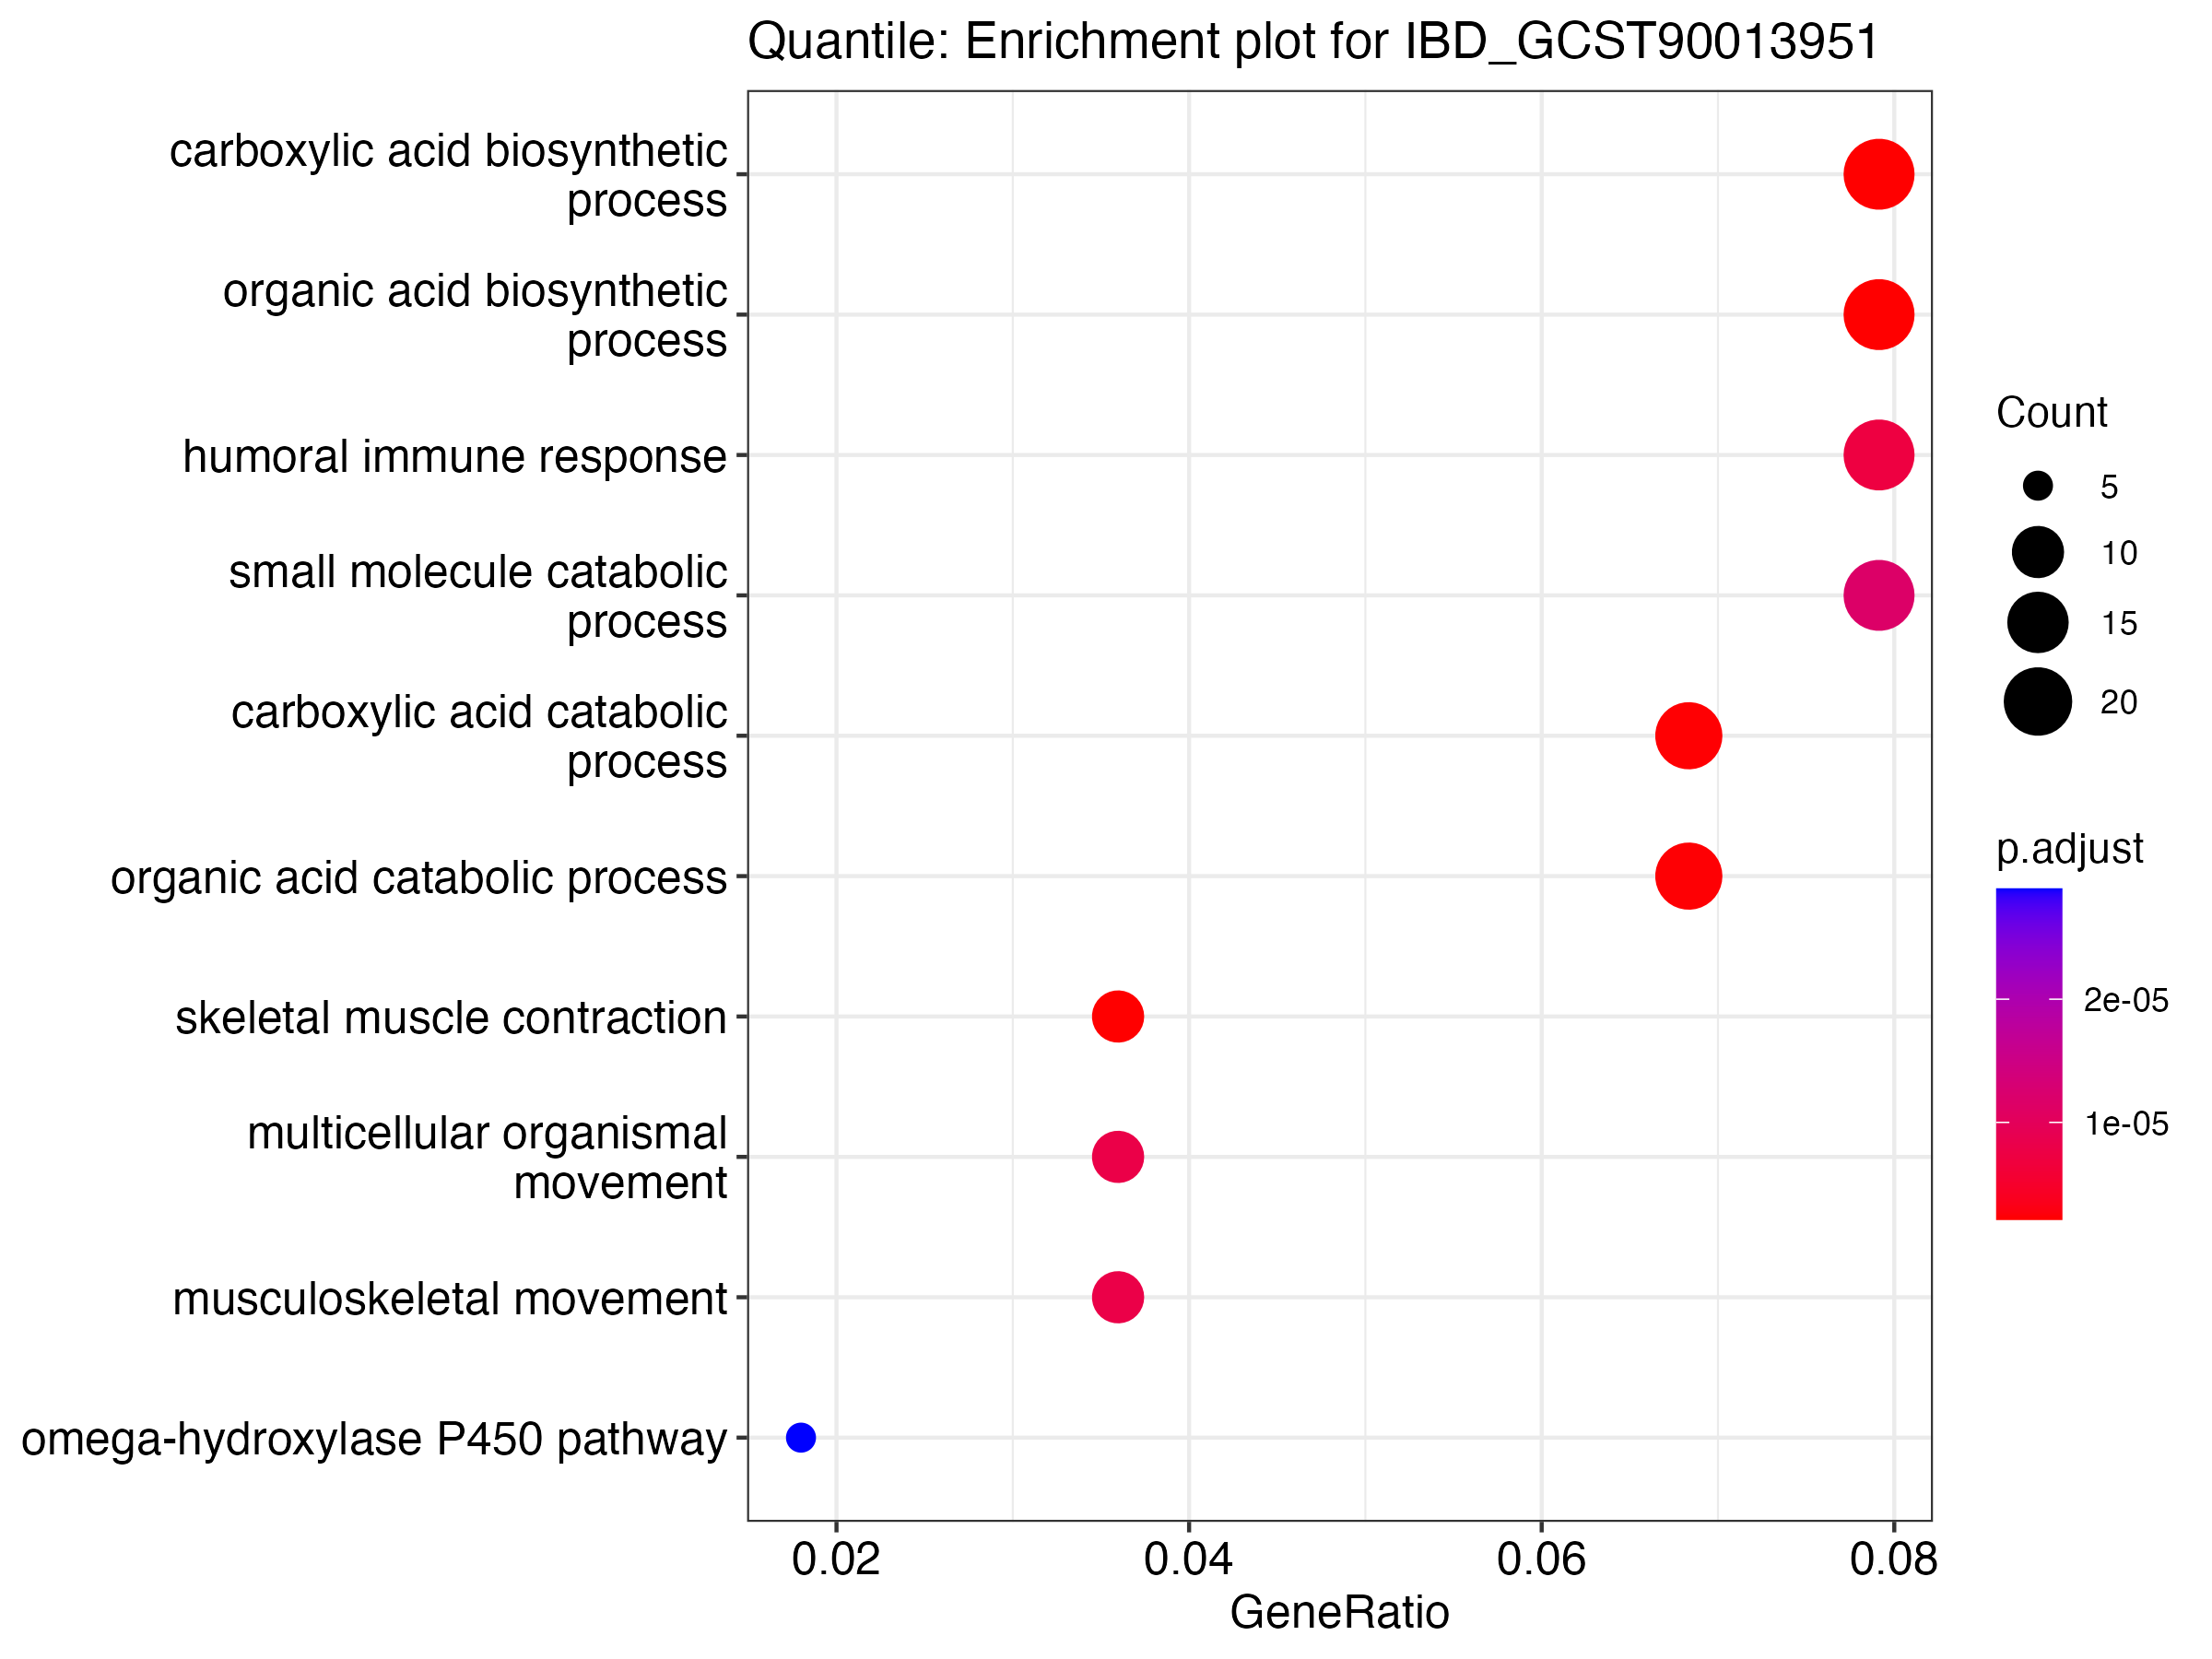 Quantile: Enrichment plot for IBD_GCST90013951
carboxylic acid biosynthetic
process
organic acid biosynthetic
process
humoral immune response
small molecule catabolic
process
carboxylic acid catabolic
process
organic acid catabolic process
skeletal muscle contraction
multicellular organismal
movement
musculoskeletal movement
omega-hydroxylase P450 pathway
0.02
0.04
0.06
0.08
GeneRatio
Count
5
10
15
20
p.adjust
2e-05
1e-05